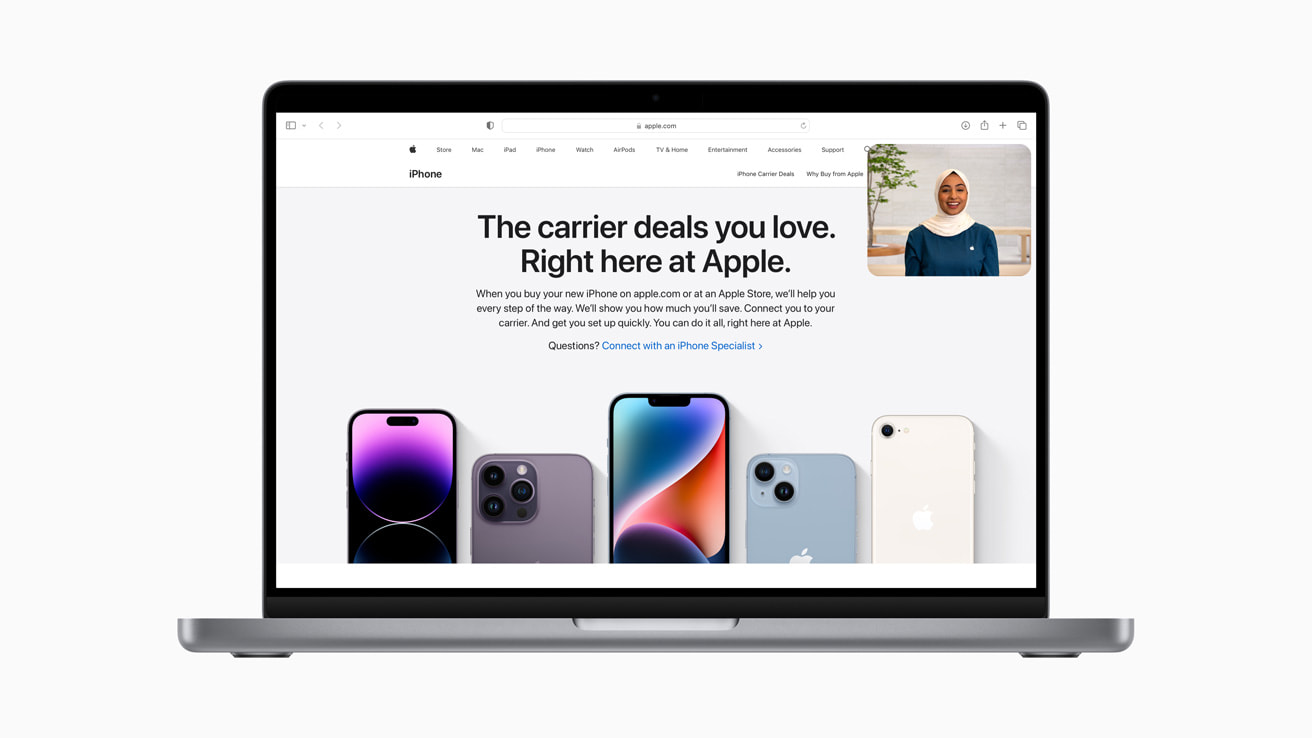 apple.com
Store Mac iPad iPhone Watch AirPods TV & Home Entertainment Accessories Support
iPhone
iPhone Carrier Deals Why Buy from Apple
The carrier deals you love.
Right here at Apple.
When you buy your new iPhone on apple.com or at an Apple Store, we’ll help you
every step of the way. We’ll show you how much you’ll save. Connect you to your
carrier. And get you set up quickly. You can do it all, right here at Apple.
Questions? Connect with an iPhone Specialist >